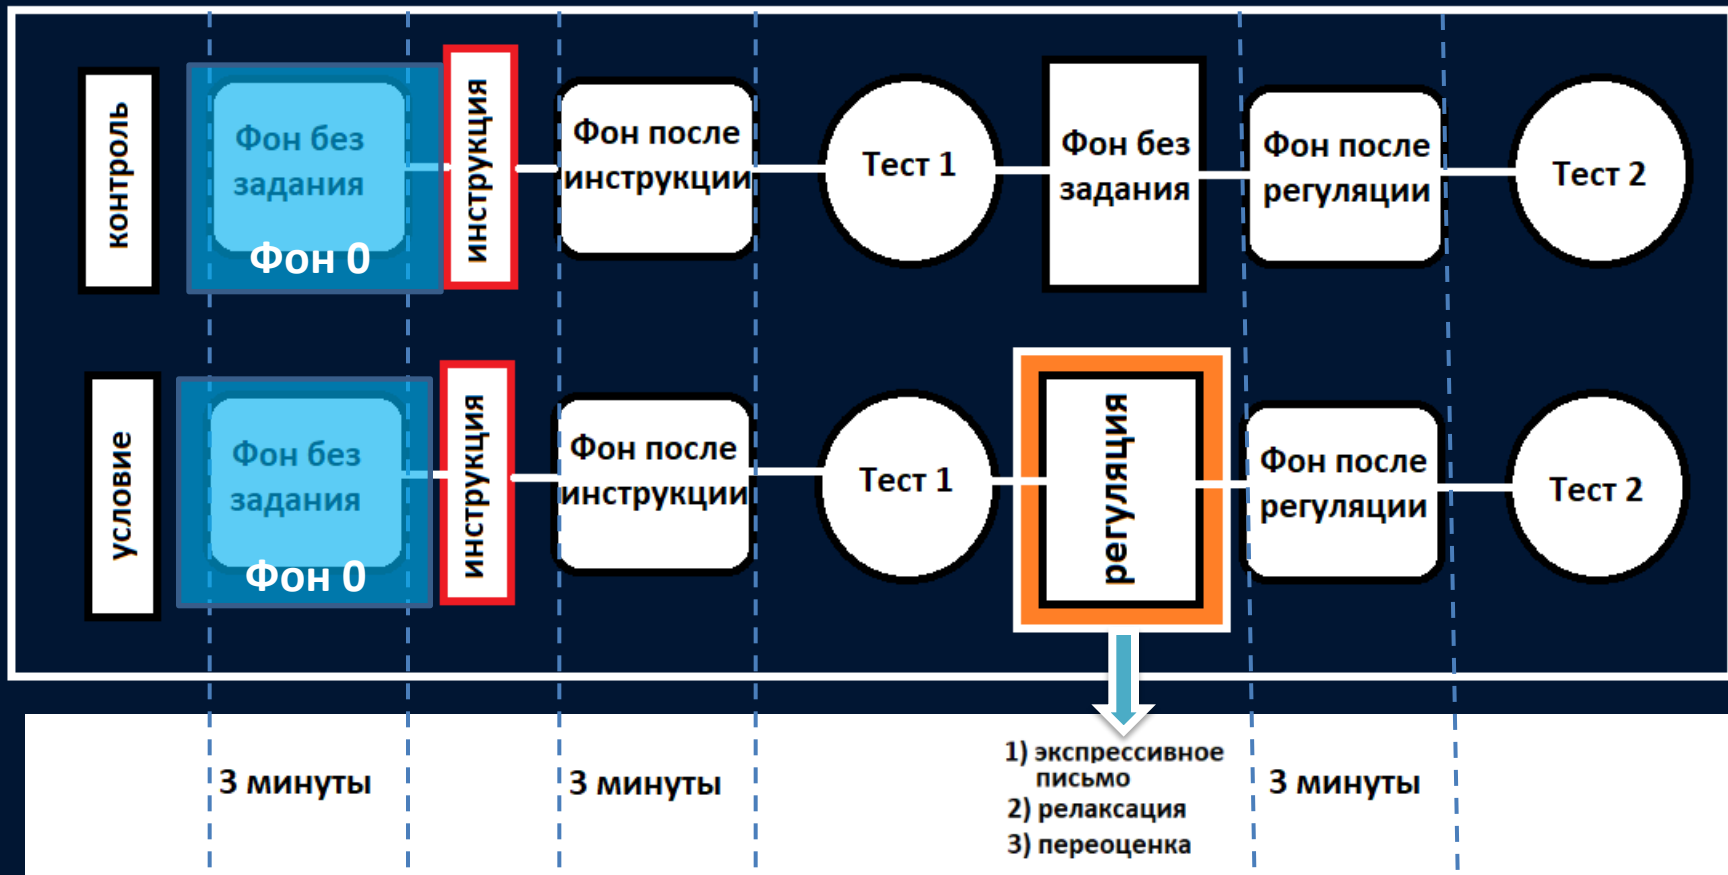 контроль
Фон без
задания
Фон 0
инструкция
Фон после
инструкции
Тест 1
Фон без
задания
Фон после
регуляции
Тест 2
условие
Фон без
задания
Фон 0
инструкция
Фон после
инструкции
Тест 1
регуляция
Фон после
регуляции
Тест 2
3 минуты
3 минуты
1) экспрессивное
письмо
2) релаксация
3) переоценка
3 минуты